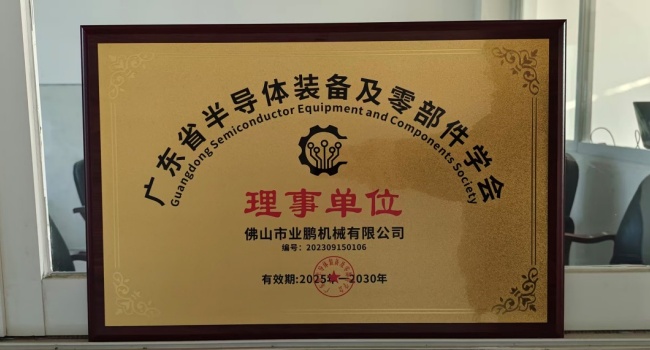 广东省半导体装备及零部件学会
Guangdong Semiconductor Equipment and Components Society
理事单位
佛山市业鹏机械有限公司
编号：202309150106
有效期:2025年—2030年